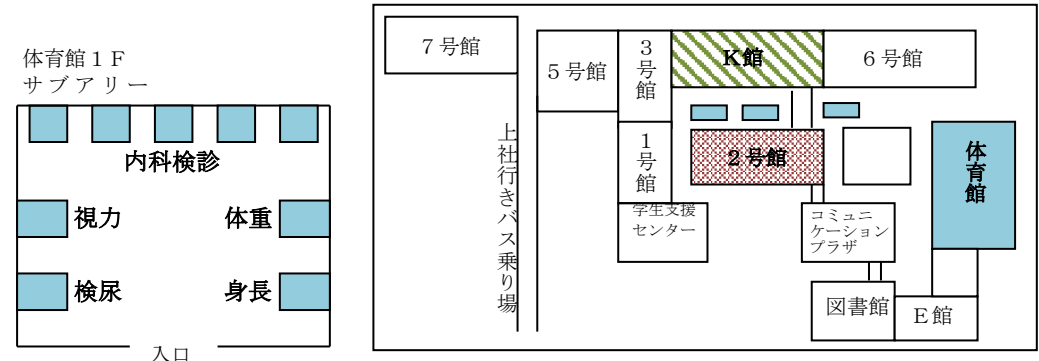 体育館１Ｆ
サブアリー
内科検診
視力
体重
検尿
身長
入口
７号館
５号館
３号館
K館
６号館
１号館
２号館
体育館
上社行きバス乗り場
学生支援
センター
コミュニ
ケーション
プラザ
図書館
Ｅ館